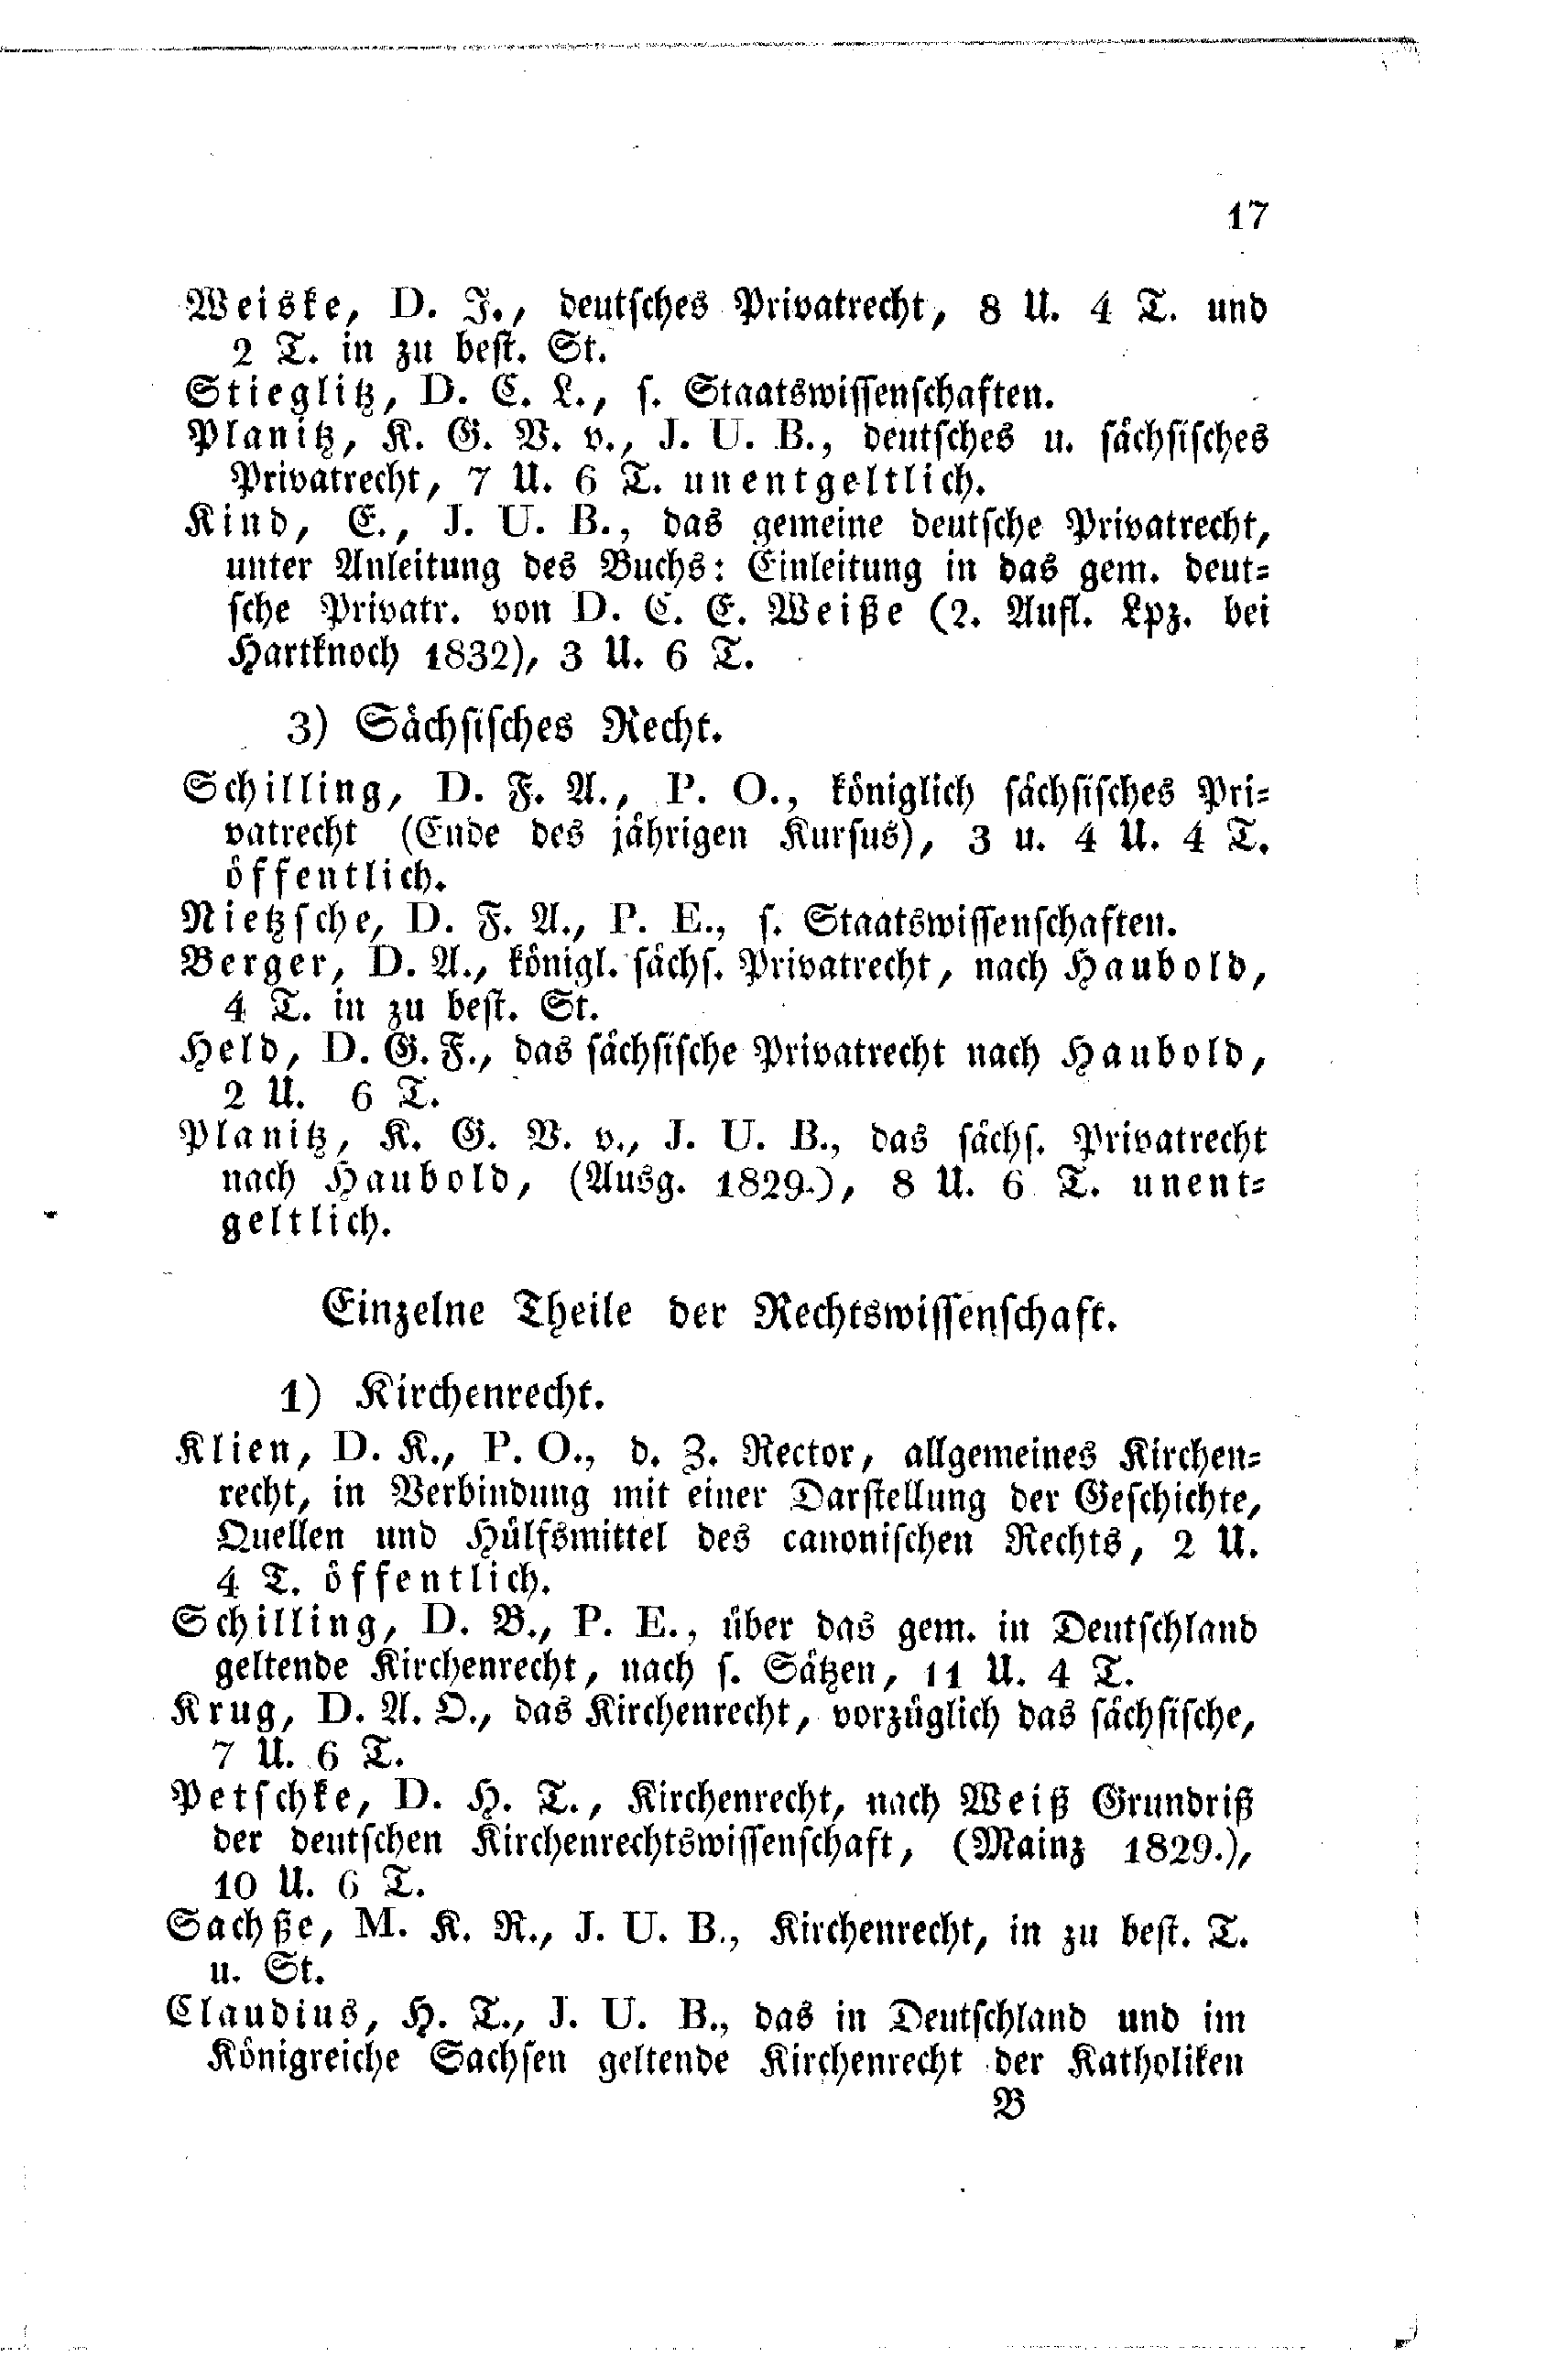 17
Weiske, D. J., deutsches Privatrecht, 8 U. 4 T. und
2 T. in zu best. St.
Stieglitz, D. C. L., s. Staatswissenschaften.
Planitz, K. G. V. v., J. U. B., deutsches u. sächsisches
Privatrecht, 7 U. 6 T. unentgeltlich.
Kind, E., J. U. B., das gemeine deutsche Privatrecht,
unter Anleitung des Buchs: Einleitung in das gem. deut=
sche Privatr. von D. C. E. Weiße (2. Aufl. Lpz. bei
Hartknoch 1832), 3 U. 6 T.
3) Sächsisches Recht.
Schilling, D. F. A., P. O., königlich sächsisches Pri=
vatrecht (Ende des jährigen Kursus), 3 u. 4 U. 4 T.
öffentlich.
Nietzsche, D. F. A., P. E., s. Staatswissenschaften.
Berger, D. A., königl. sächs. Privatrecht, nach Haubold,
4 T. in zu best. St.
Held, D. G. F., das sächsische Privatrecht nach Haubold,
2 U. 6 T.
Planitz, K. G. V. v., J. U. B., das sächs. Privatrecht
nach Haubold, (Ausg. 1829.), 8 U. 6 T. unent=
geltlich.
Einzelne Theile der Rechtswissenschaft.
1) Kirchenrecht.
Klien, D. K., P. O., d. Z. Rector, allgemeines Kirchen=
recht, in Verbindung mit einer Darstellung der Geschichte,
Quellen und Hülfsmittel des canonischen Rechts, 2 U.
4 T. öffentlich.
Schilling, D. B., P. E., über das gem. in Deutschland
geltende Kirchenrecht, nach s. Sätzen, 11 U. 4 T.
Krug, D. A. O., das Kirchenrecht, vorzüglich das sächsische,
7 U. 6 T.
Petschke, D. H. T., Kirchenrecht, nach Weiß Grundriß
der deutschen Kirchenrechtswissenschaft, (Mainz 1829.),
10 U. 6 T.
Sachße, M. K. R., J. U. B., Kirchenrecht, in zu best. T.
u. St.
Claudius, H. T., J. U. B., das in Deutschland und im
Königreiche Sachsen geltende Kirchenrecht der Katholiken
B